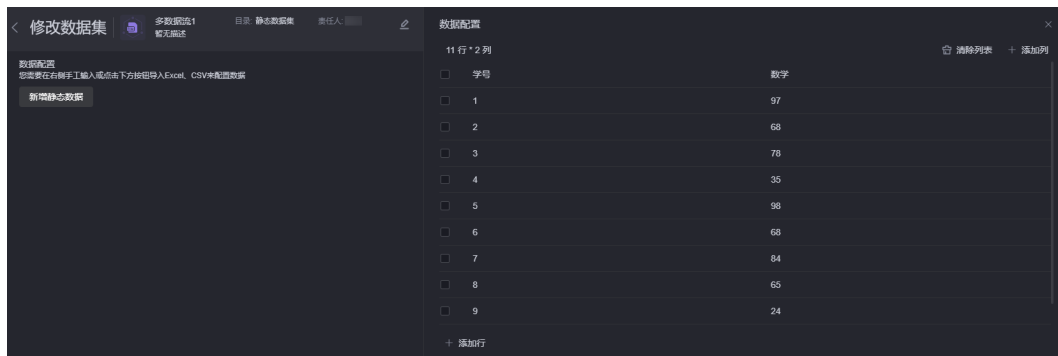 修改数据集
多数据流1
目录: 静态数据集
责任人:
暂无描述
数据配置
您需要在右侧手工输入或点击下方按钮导入Excel、CSV来配置数据
新增静态数据
数据配置
11 行 * 2 列
清除列表
添加列
学号 数学
1 97
2 68
3 78
4 35
5 98
6 68
7 84
8 65
9 24
添加行